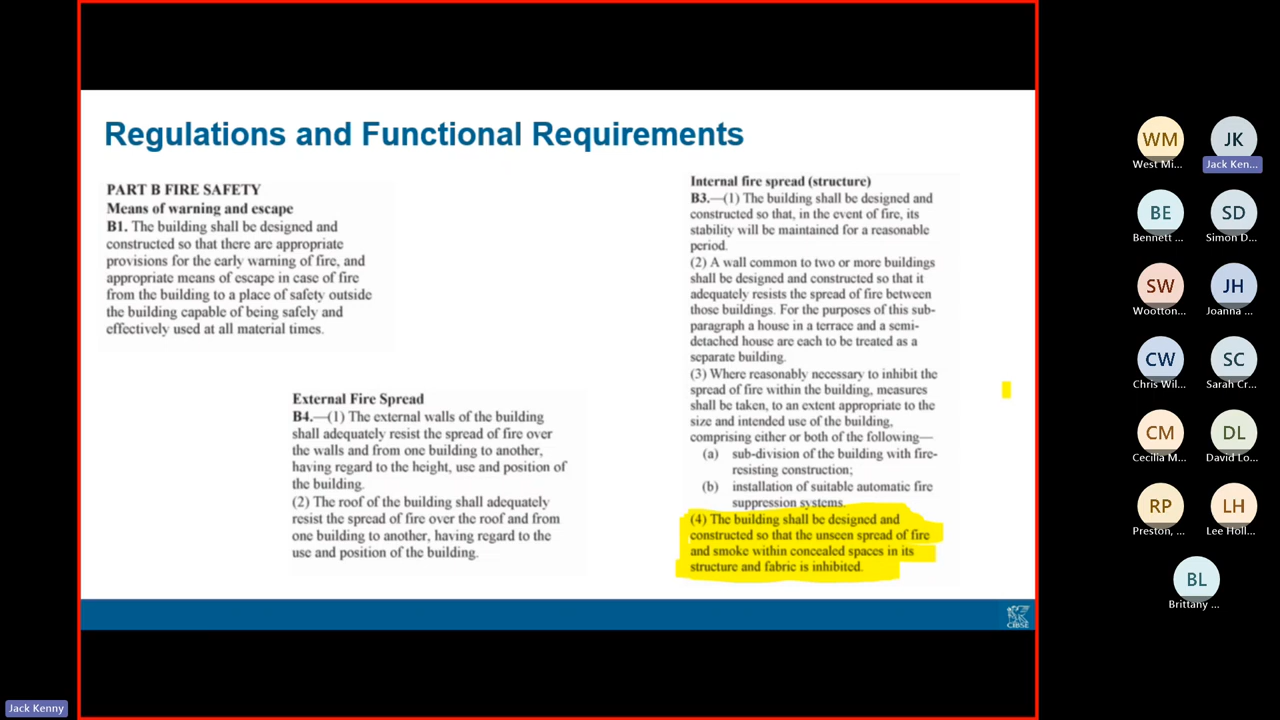 Regulations and Functional Requirements
PART B FIRE SAFETY
Means of warning and escape
B1. The building shall be designed and
constructed so that there are appropriate
provisions for the early warning of fire, and
appropriate means of escape in case of fire
from the building to a place of safety outside
the building capable of being safely and
effectively used at all material times.
External Fire Spread
B4.—(1) The external walls of the building
shall adequately resist the spread of fire over
the walls and from one building to another,
having regard to the height, use and position of
the building.
(2) The roof of the building shall adequately
resist the spread of fire over the roof and from
one building to another, having regard to the
use and position of the building.
Internal fire spread (structure)
B3.—(1) The building shall be designed and
constructed so that, in the event of fire, its
stability will be maintained for a reasonable
period.
(2) A wall common to two or more buildings
shall be designed and constructed so that it
adequately resists the spread of fire between
those buildings. For the purposes of this sub-
paragraph a house in a terrace and a semi-
detached house are each to be treated as a
separate building.
(3) Where reasonably necessary to inhibit the
spread of fire within the building, measures
shall be taken, to an extent appropriate to the
size and intended use of the building,
comprising either or both of the following—
(a) sub-division of the building with fire-
resisting construction;
(b) installation of suitable automatic fire
suppression systems.
(4) The building shall be designed and
constructed so that the unseen spread of fire
and smoke within concealed spaces in its
structure and fabric is inhibited.
CIBSE
WM
West Mi...
JK
Jack Ken...
BE
Bennett ...
SD
Simon D...
SW
Wootton...
JH
Joanna ...
CW
Chris Wil...
SC
Sarah Cr...
CM
Cecilia M...
DL
David Lo...
RP
Preston, ...
LH
Lee Holl...
BL
Brittany ...
Jack Kenny